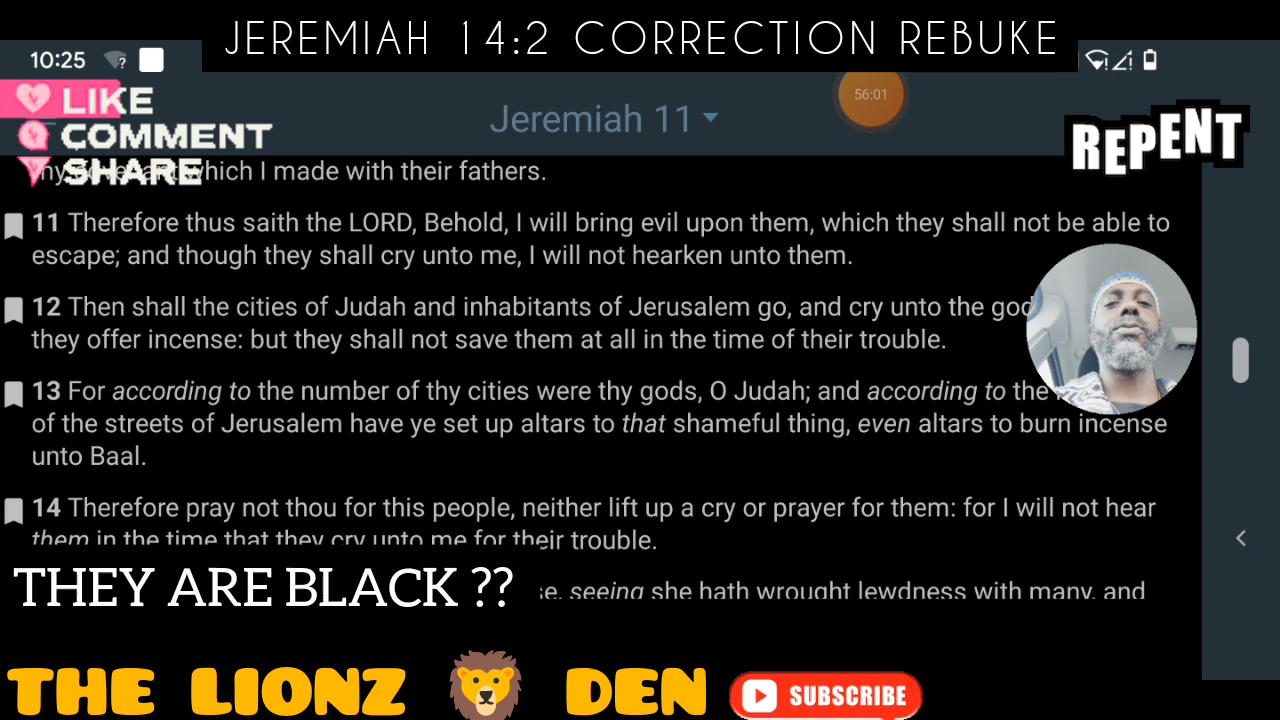 JEREMIAH 14:2 CORRECTION REBUKE
10:25
LIKE
COMMENT
SHARE
Jeremiah 11
56:01
REPENT
which I made with their fathers.
11 Therefore thus saith the LORD, Behold, I will bring evil upon them, which they shall not be able to
escape; and though they shall cry unto me, I will not hearken unto them.
12 Then shall the cities of Judah and inhabitants of Jerusalem go, and cry unto the god
they offer incense: but they shall not save them at all in the time of their trouble.
13 For according to the number of thy cities were thy gods, O Judah; and according to the
of the streets of Jerusalem have ye set up altars to that shameful thing, even altars to burn incense
unto Baal.
14 Therefore pray not thou for this people, neither lift up a cry or prayer for them: for I will not hear
them in the time that they cry unto me for their trouble.
seeing she hath wrought lewdness with many, and
THEY ARE BLACK ??
THE LIONZ DEN
SUBSCRIBE